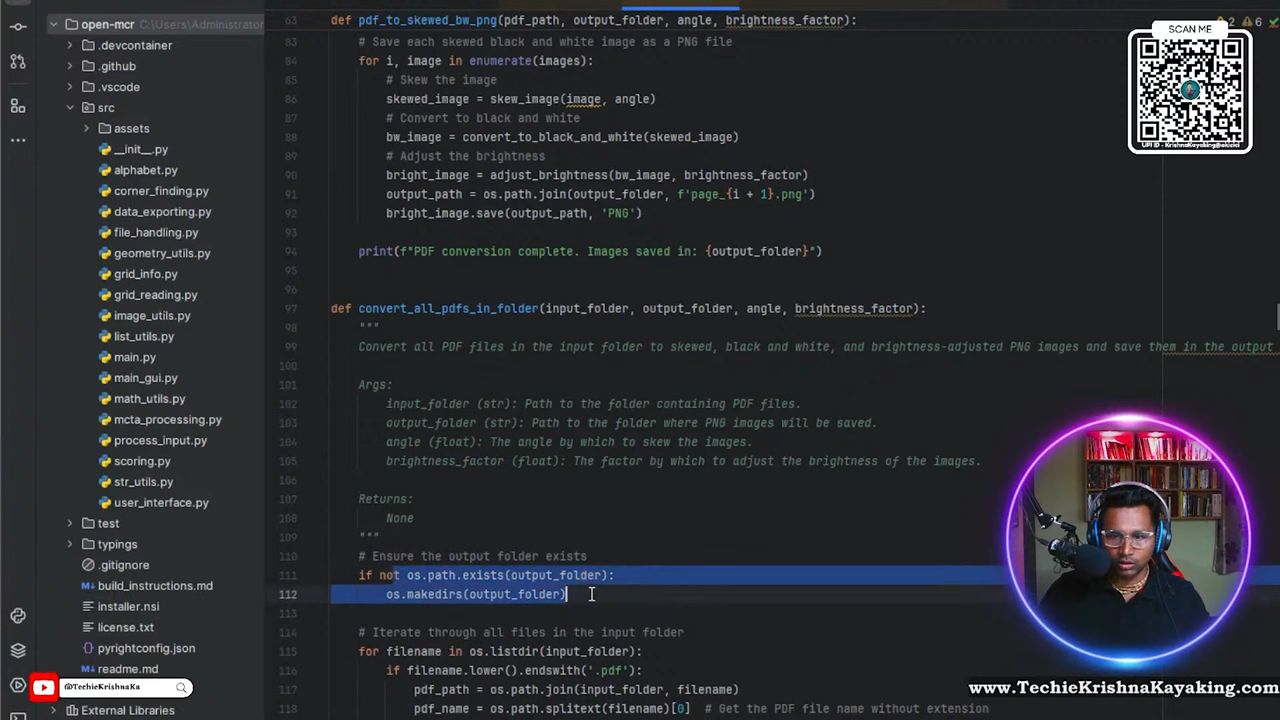 open-mcr C:\Users\Administrator
.devcontainer
.github
.vscode
src
assets
__init__.py
alphabet.py
corner_finding.py
data_exporting.py
file_handling.py
geometry_utils.py
grid_info.py
grid_reading.py
image_utils.py
list_utils.py
main.py
main_gui.py
math_utils.py
mcta_processing.py
process_input.py
scoring.py
str_utils.py
user_interface.py
test
typings
.gitignore
build_instructions.md
installer.nsi
license.txt
pyrightconfig.json
readme.md
External Libraries
@TechieKrishnaKa
63 def pdf_to_skewed_bw_png(pdf_path, output_folder, angle, brightness_factor):
83 # Save each skewed black and white image as a PNG file
84 for i, image in enumerate(images):
85 # Skew the image
86 skewed_image = skew_image(image, angle)
87 # Convert to black and white
88 bw_image = convert_to_black_and_white(skewed_image)
89 # Adjust the brightness
90 bright_image = adjust_brightness(bw_image, brightness_factor)
91 output_path = os.path.join(output_folder, f'page_{i + 1}.png')
92 bright_image.save(output_path, 'PNG')
93
94 print(f"PDF conversion complete. Images saved in: {output_folder}")
95
96
97 def convert_all_pdfs_in_folder(input_folder, output_folder, angle, brightness_factor):
98 """
99 Convert all PDF files in the input folder to skewed, black and white, and brightness-adjusted PNG images and save them in the output
100
101 Args:
102 input_folder (str): Path to the folder containing PDF files.
103 output_folder (str): Path to the folder where PNG images will be saved.
104 angle (float): The angle by which to skew the images.
105 brightness_factor (float): The factor by which to adjust the brightness of the images.
106
107 Returns:
108 None
109 """
110 # Ensure the output folder exists
111 if not os.path.exists(output_folder):
112 os.makedirs(output_folder)
113
114 # Iterate through all files in the input folder
115 for filename in os.listdir(input_folder):
116 if filename.lower().endswith('.pdf'):
117 pdf_path = os.path.join(input_folder, filename)
118 pdf_name = os.path.splitext(filename)[0] # Get the PDF file name without extension
2 6
SCAN ME
UPI ID - KrishnaKayaking@
www.TechieKrishnaKayaking.com